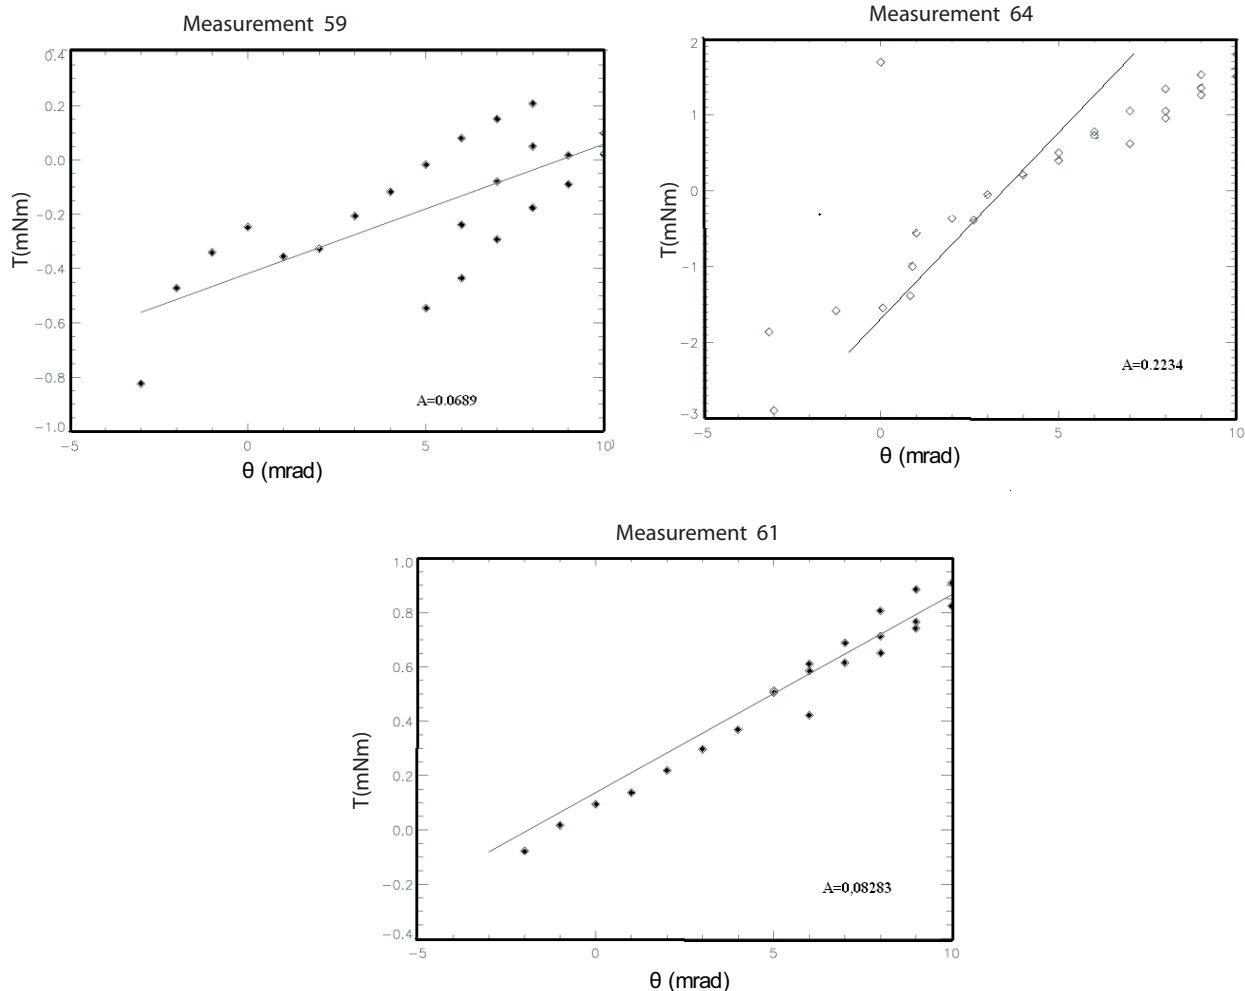 Measurement 59
0.4
0.2
0.0
−0.2
−0.4
−0.6
−0.8
−1.0
T(mNm)
A=0.0689
−5
0
5
10
θ (mrad)
Measurement 64
2
1
0
−1
−2
−3
T(mNm)
A=0.2234
−5
0
5
10
θ (mrad)
Measurement 61
1.0
0.8
0.6
0.4
0.2
0.0
−0.2
−0.4
T(mNm)
A=0,08283
−5
0
5
10
θ (mrad)